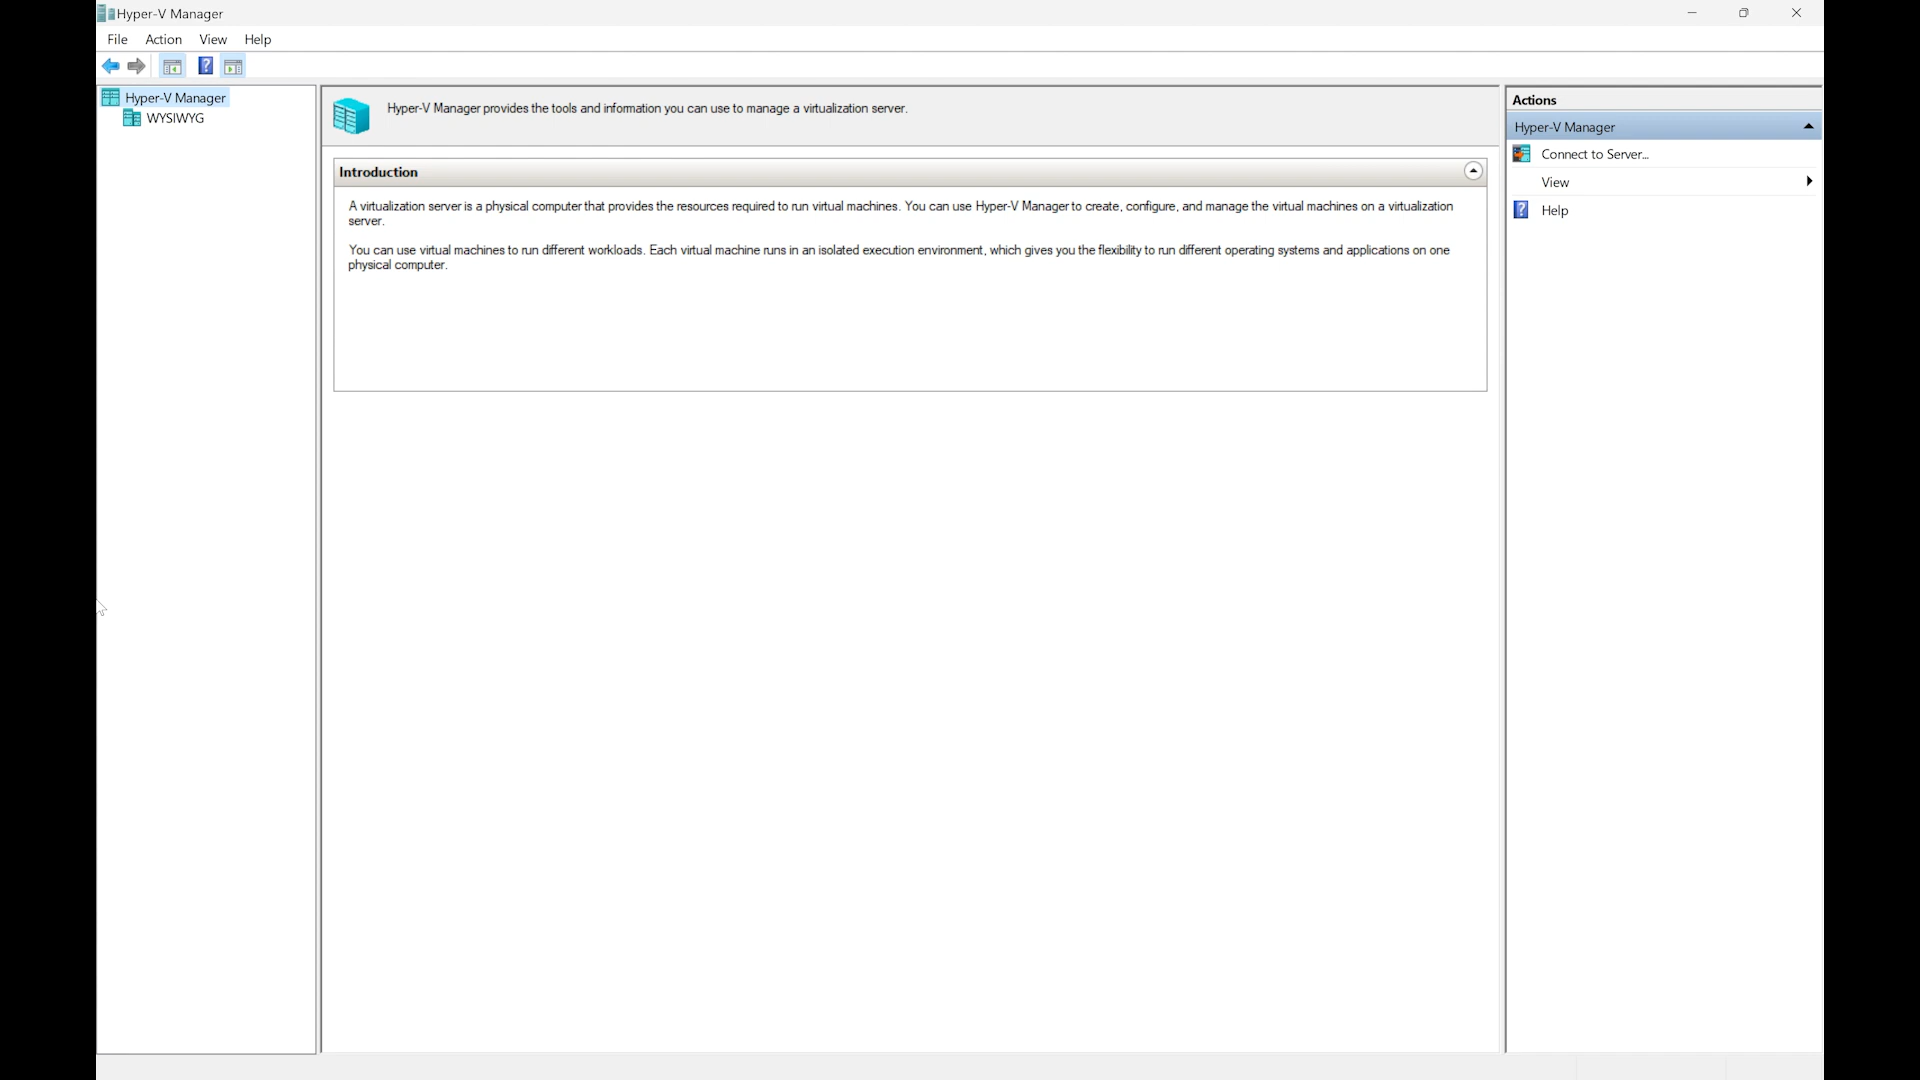 Hyper-V Manager
File Action View Help
Hyper-V Manager
WYSIWYG
Hyper-V Manager provides the tools and information you can use to manage a virtualization server.
Introduction
A virtualization server is a physical computer that provides the resources required to run virtual machines. You can use Hyper-V Manager to create, configure, and manage the virtual machines on a virtualization
server.
You can use virtual machines to run different workloads. Each virtual machine runs in an isolated execution environment, which gives you the flexibility to run different operating systems and applications on one
physical computer.
Actions
Hyper-V Manager
Connect to Server...
View
Help